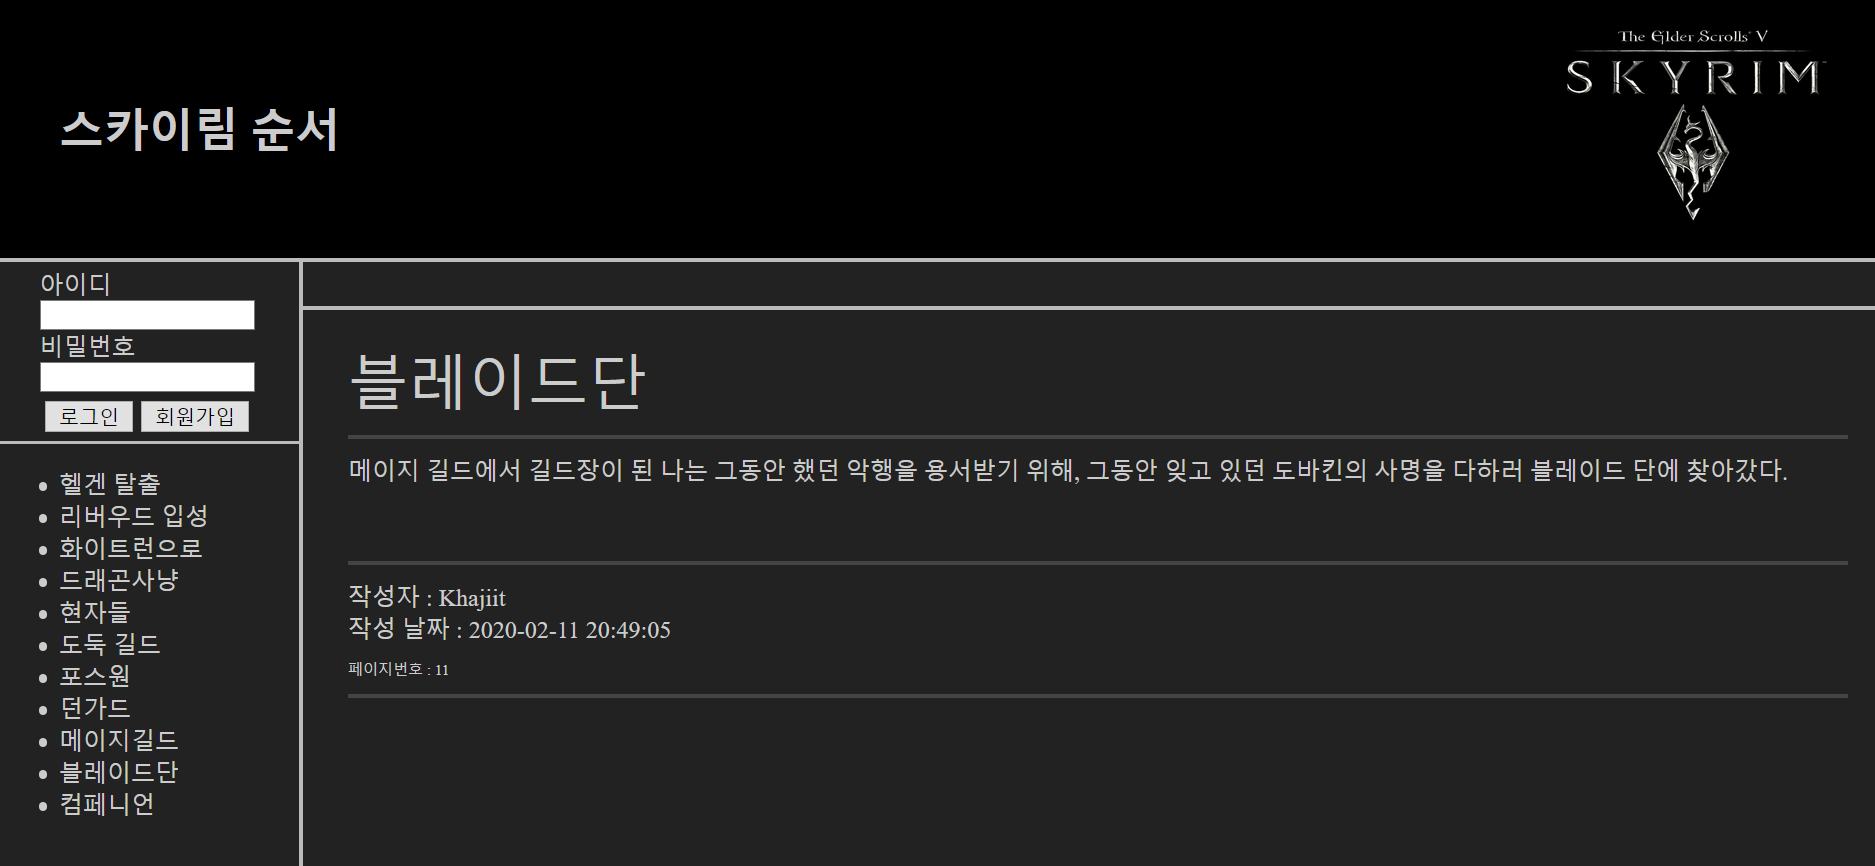 스카이림 순서
The Elder Scrolls V
SKYRIM
아이디
비밀번호
로그인 회원가입
헬겐 탈출
리버우드 입성
화이트런으로
드래곤사냥
현자들
도둑 길드
포스원
던가드
메이지길드
블레이드단
컴페니언
블레이드단
메이지 길드에서 길드장이 된 나는 그동안 했던 악행을 용서받기 위해, 그동안 잊고 있던 도바킨의 사명을 다하러 블레이드 단에 찾아갔다.
작성자 : Khajiit
작성 날짜 : 2020-02-11 20:49:05
페이지번호 : 11